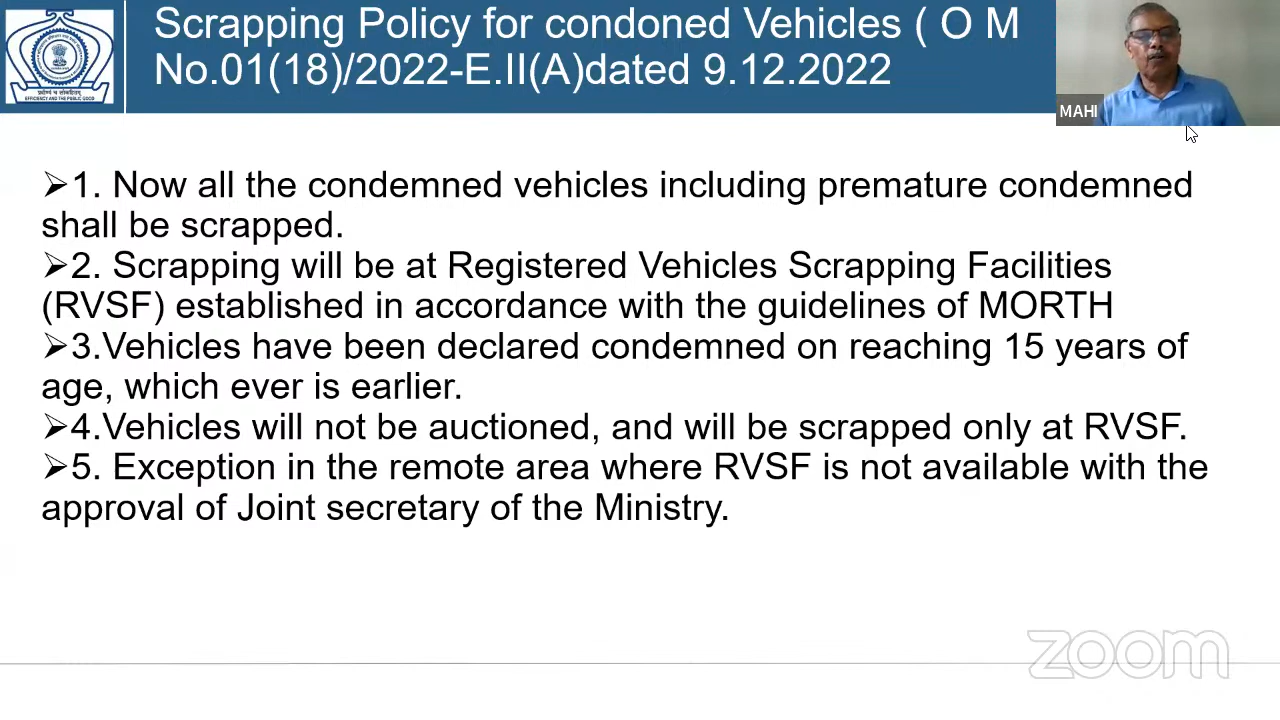 Scrapping Policy for condoned Vehicles ( O M
No.01(18)/2022-E.II(A)dated 9.12.2022
EFFICIENCY AND THE PUBLIC GOOD
MAHI
➢1. Now all the condemned vehicles including premature condemned
shall be scrapped.
➢2. Scrapping will be at Registered Vehicles Scrapping Facilities
(RVSF) established in accordance with the guidelines of MORTH
➢3.Vehicles have been declared condemned on reaching 15 years of
age, which ever is earlier.
➢4.Vehicles will not be auctioned, and will be scrapped only at RVSF.
➢5. Exception in the remote area where RVSF is not available with the
approval of Joint secretary of the Ministry.
zoom